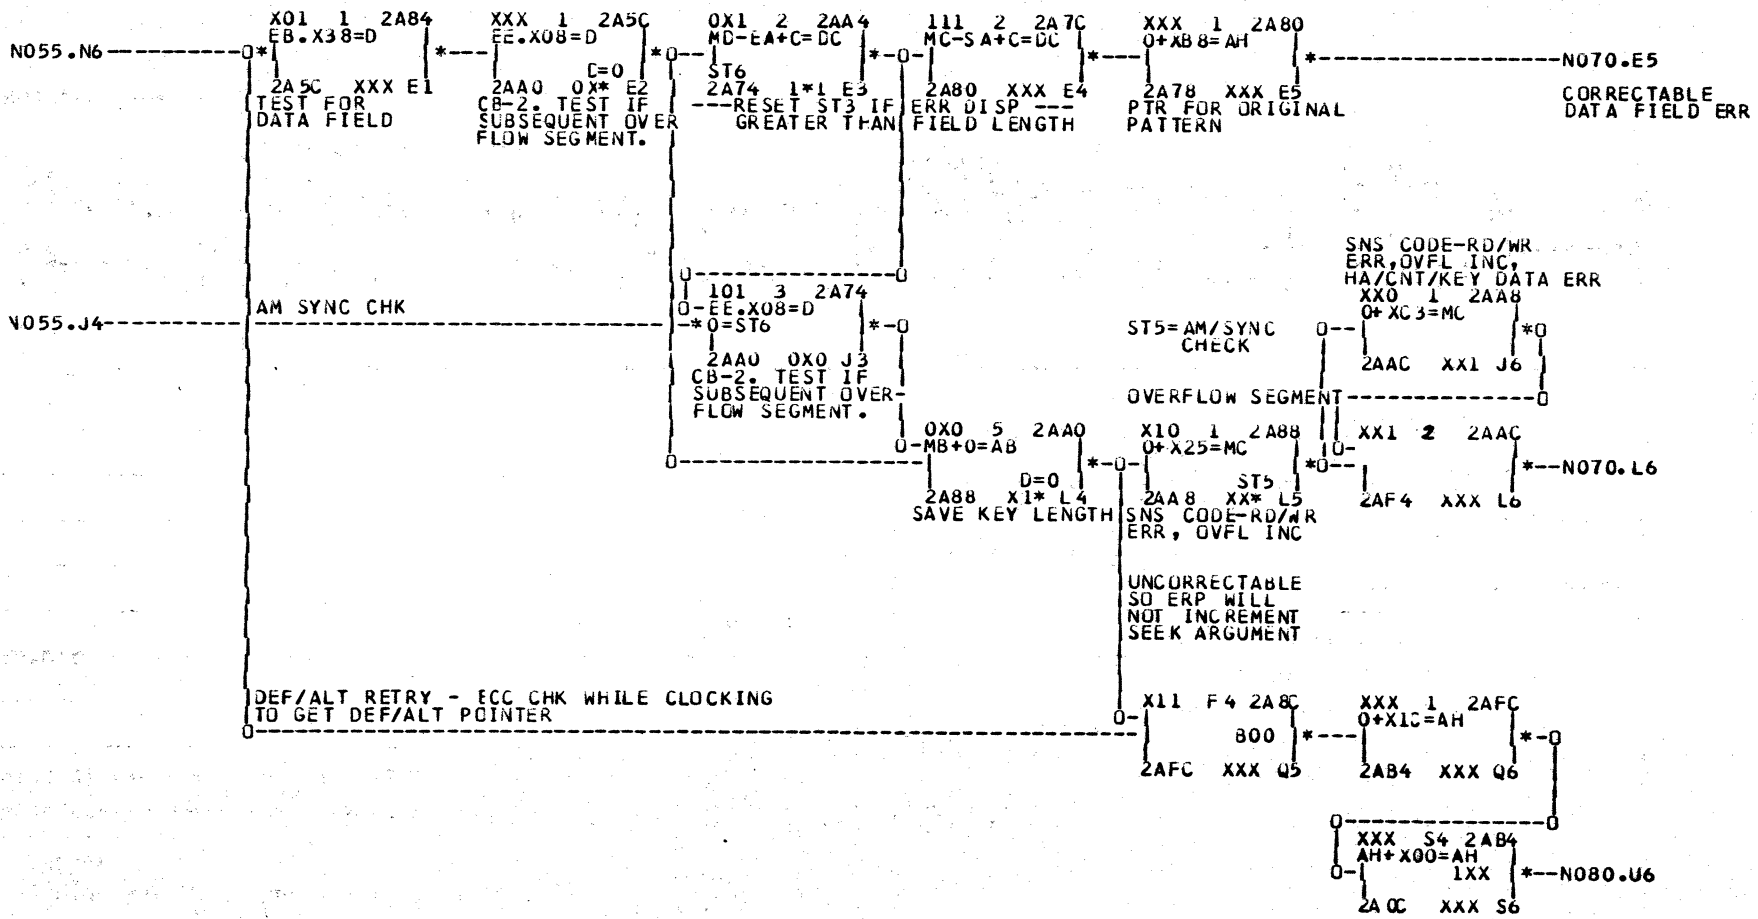 X01 1 2A84
EB.X38=D
N055.N6
2A5C XXX E1
TEST FOR
DATA FIELD
XXX 1 2A5C
EE.X08=D
C=0
2AA0 0X* E2
CB-2. TEST IF
SUBSEQUENT OVER
FLOW SEGMENT.
0X1 2 2AA4
MD-EA+C=DC
ST6
2A74 1*1 E3
---RESET ST3 IF ERR DISP ---
GREATER THAN FIELD LENGTH
111 2 2A7C
MC-SA+C=DC
2A80 XXX E4
XXX 1 2A80
0+XB8=AH
2A78 XXX E5
PTR FOR ORIGINAL
PATTERN
N070.E5
CORRECTABLE
DATA FIELD ERR
SNS CODE-RD/WR
ERR,OVFL INC,
HA/CNT/KEY DATA ERR
XX0 1 2AA8
0+XC3=MC
2AAC XX1 J6
N055.J4
AM SYNC CHK
101 3 2A74
EE.X08=D
0=ST6
2AA0 0X0 J3
CB-2. TEST IF
SUBSEQUENT OVER-
FLOW SEGMENT.
ST5=AM/SYNC
CHECK
OVERFLOW SEGMENT
0X0 5 2AA0
MB+0=AB
D=0
2A88 X1* L4
SAVE KEY LENGTH
X10 1 2A88
0+X25=MC
ST5
2AA8 XX* L5
SNS CODE-RD/WR
ERR, OVFL INC
XX1 2 2AAC
2AF4 XXX L6
N070.L6
UNCORRECTABLE
SO ERP WILL
NOT INCREMENT
SEEK ARGUMENT
DEF/ALT RETRY - ECC CHK WHILE CLOCKING
TO GET DEF/ALT POINTER
X11 F4 2A8C
B00
2AFC XXX Q5
XXX 1 2AFC
0+X1C=AH
2AB4 XXX Q6
XXX S4 2AB4
AH+X00=AH
1XX
2A0C XXX S6
N080.U6